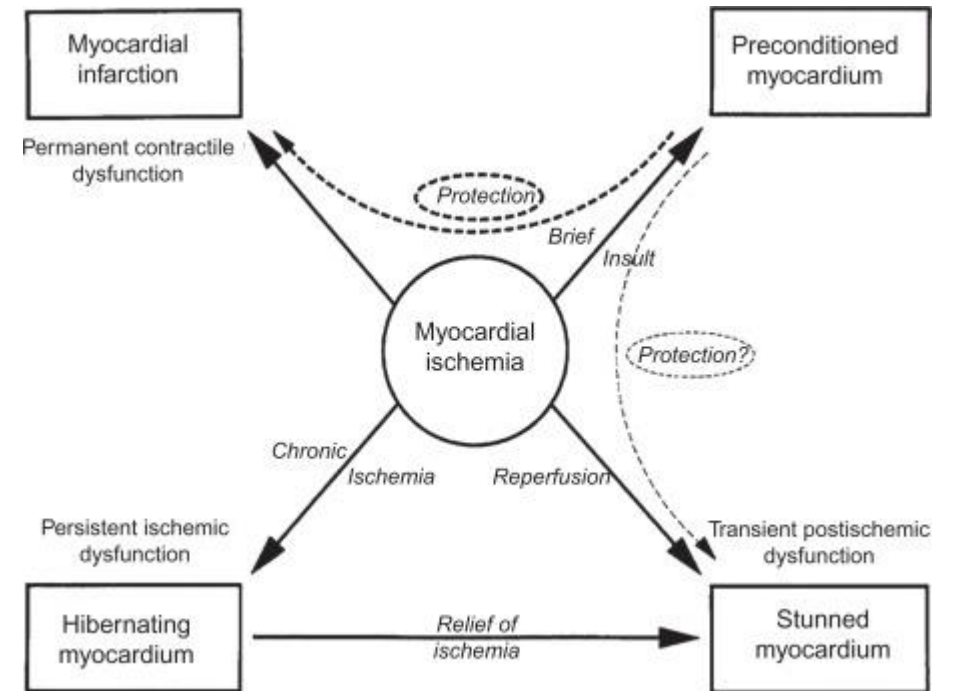 Myocardial
infarction
Preconditioned
myocardium
Permanent contractile
dysfunction
Protection
Brief
Insult
Myocardial
ischemia
Protection?
Chronic
Ischemia
Reperfusion
Persistent ischemic
dysfunction
Transient postischemic
dysfunction
Hibernating
myocardium
Relief of
ischemia
Stunned
myocardium